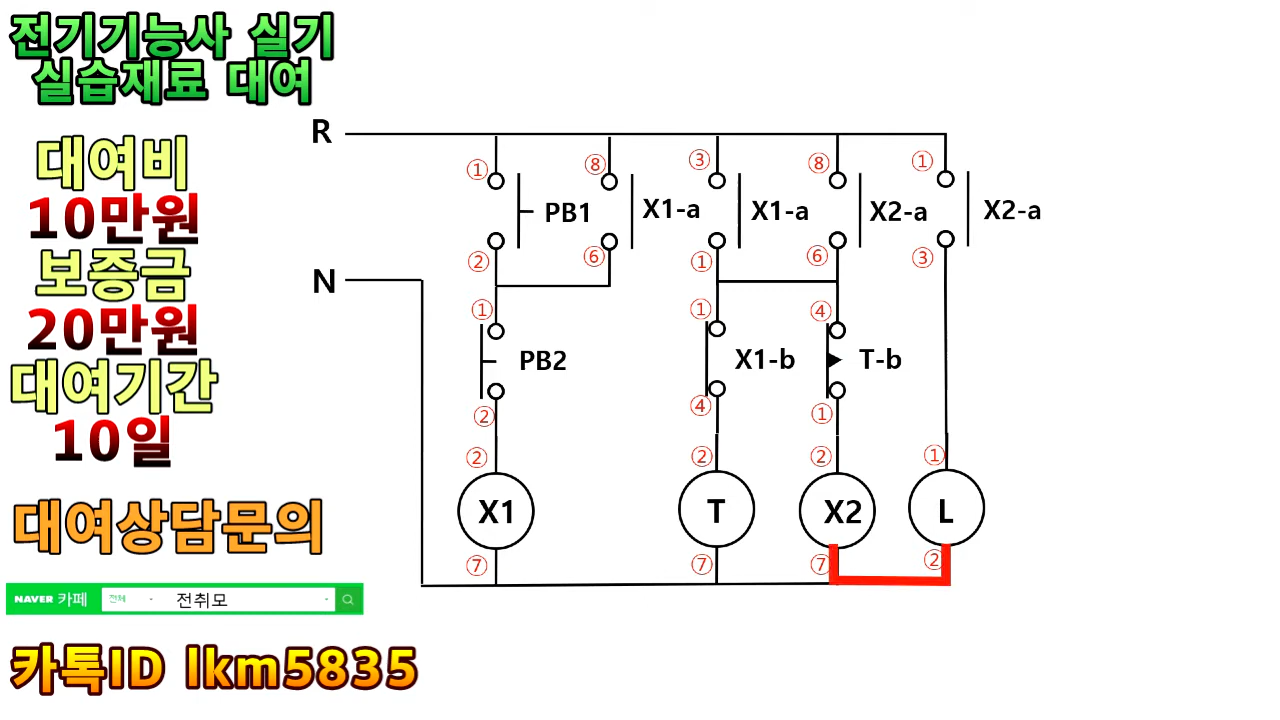 전기기능사 실기
실습재료 대여
대여비
10만원
보증금
20만원
대여기간
10일
대여상담문의
NAVER 카페 전체 전취모
카톡ID lkm5835
R
① ⑧ ③ ⑧ ①
PB1 X1-a X1-a X2-a X2-a
② ⑥ ① ⑥ ③
N
① ① ④
PB2 X1-b T-b
② ④ ①
② ② ② ①
X1 T X2 L
⑦ ⑦ ⑦ ②